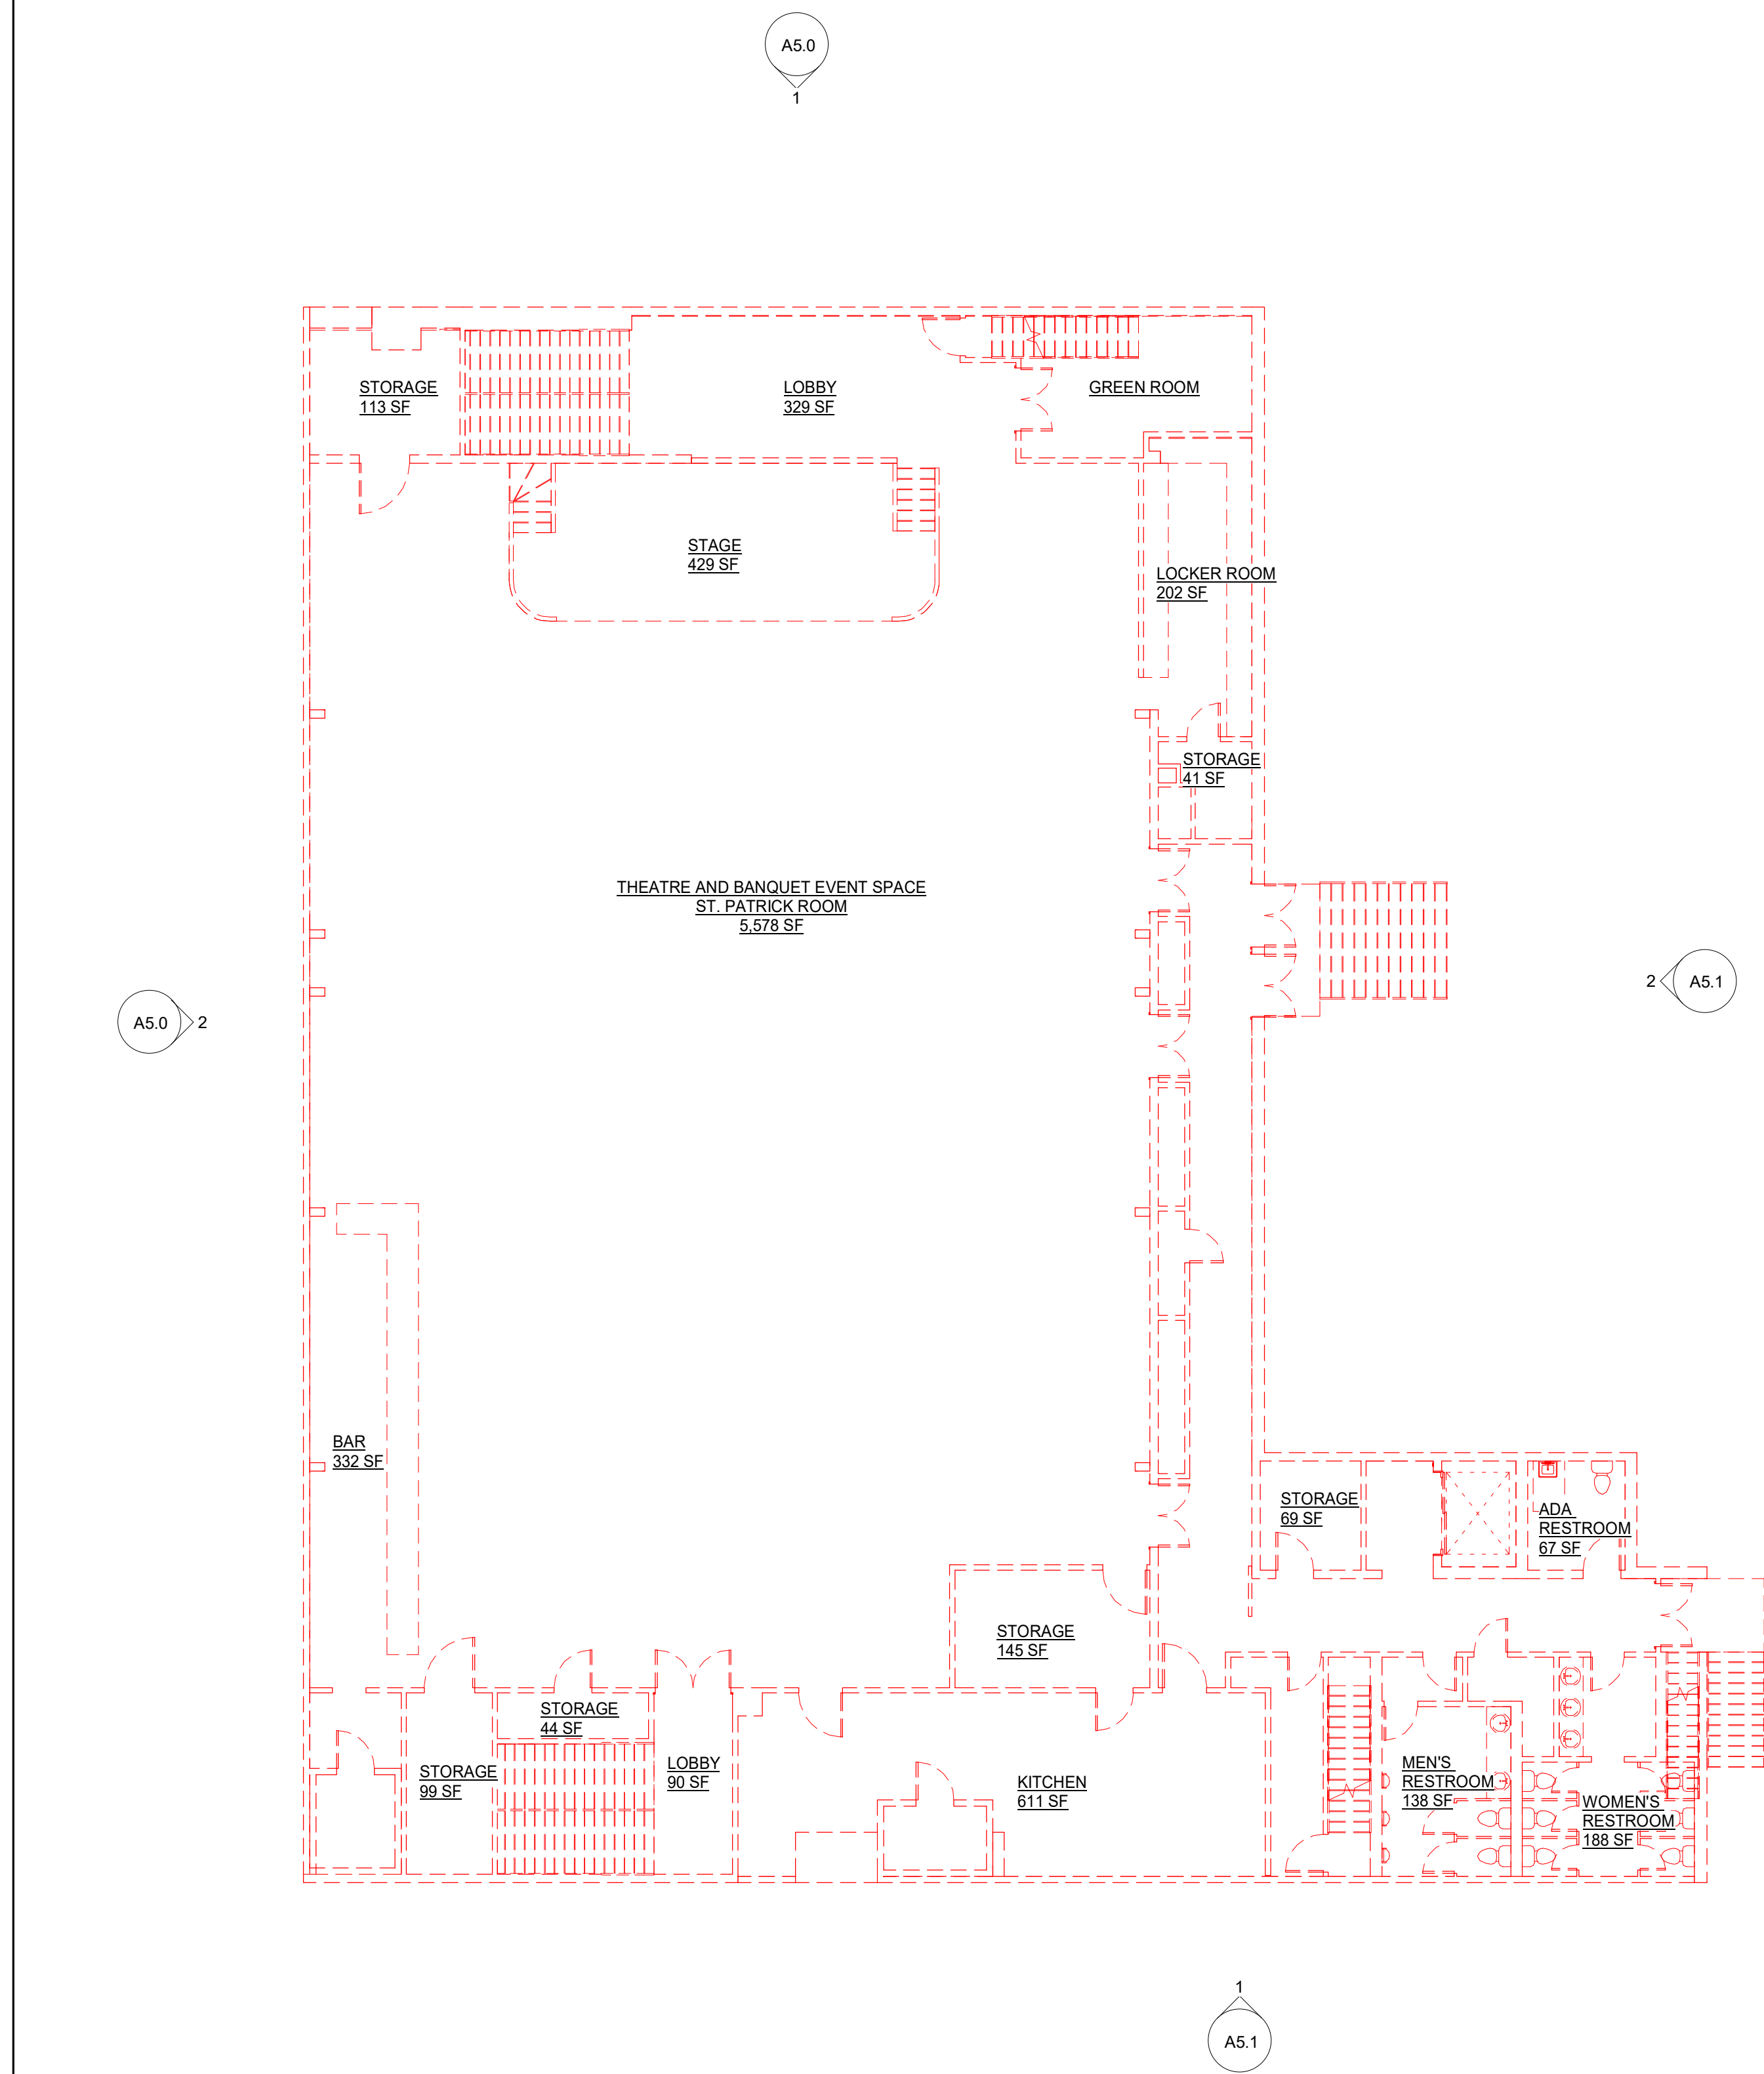 A5.0
1
STORAGE
113 SF
LOBBY
329 SF
GREEN ROOM
STAGE
429 SF
LOCKER ROOM
202 SF
STORAGE
41 SF
THEATRE AND BANQUET EVENT SPACE
ST. PATRICK ROOM
5,578 SF
A5.0
2
2
A5.1
BAR
332 SF
STORAGE
69 SF
ADA
RESTROOM
67 SF
STORAGE
145 SF
STORAGE
44 SF
STORAGE
99 SF
LOBBY
90 SF
KITCHEN
611 SF
MEN'S
RESTROOM
138 SF
WOMEN'S
RESTROOM
188 SF
1
A5.1